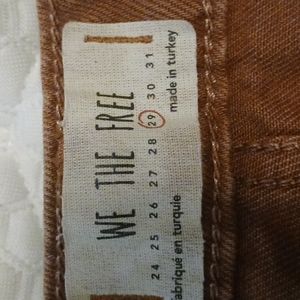 WE THE FREE
24 25 26 27 28 29 30 31
fabriqué en turquie made in turkey